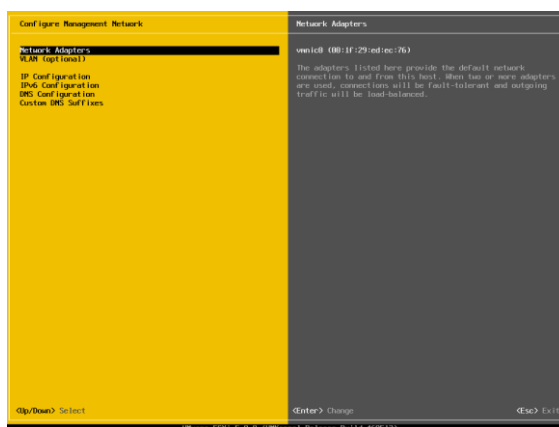 Configure Management Network
Network Adapters
Network Adapters
VLAN (optional)
IP Configuration
IPv6 Configuration
DNS Configuration
Custom DNS Suffixes
vmnic0 (00:1f:29:ed:ec:76)
The adapters listed here provide the default network
connection to and from this host. When two or more adapters
are used, connections will be fault-tolerant and outgoing
traffic will be load-balanced.
<Up/Down> Select
<Enter> Change
<Esc> Exit